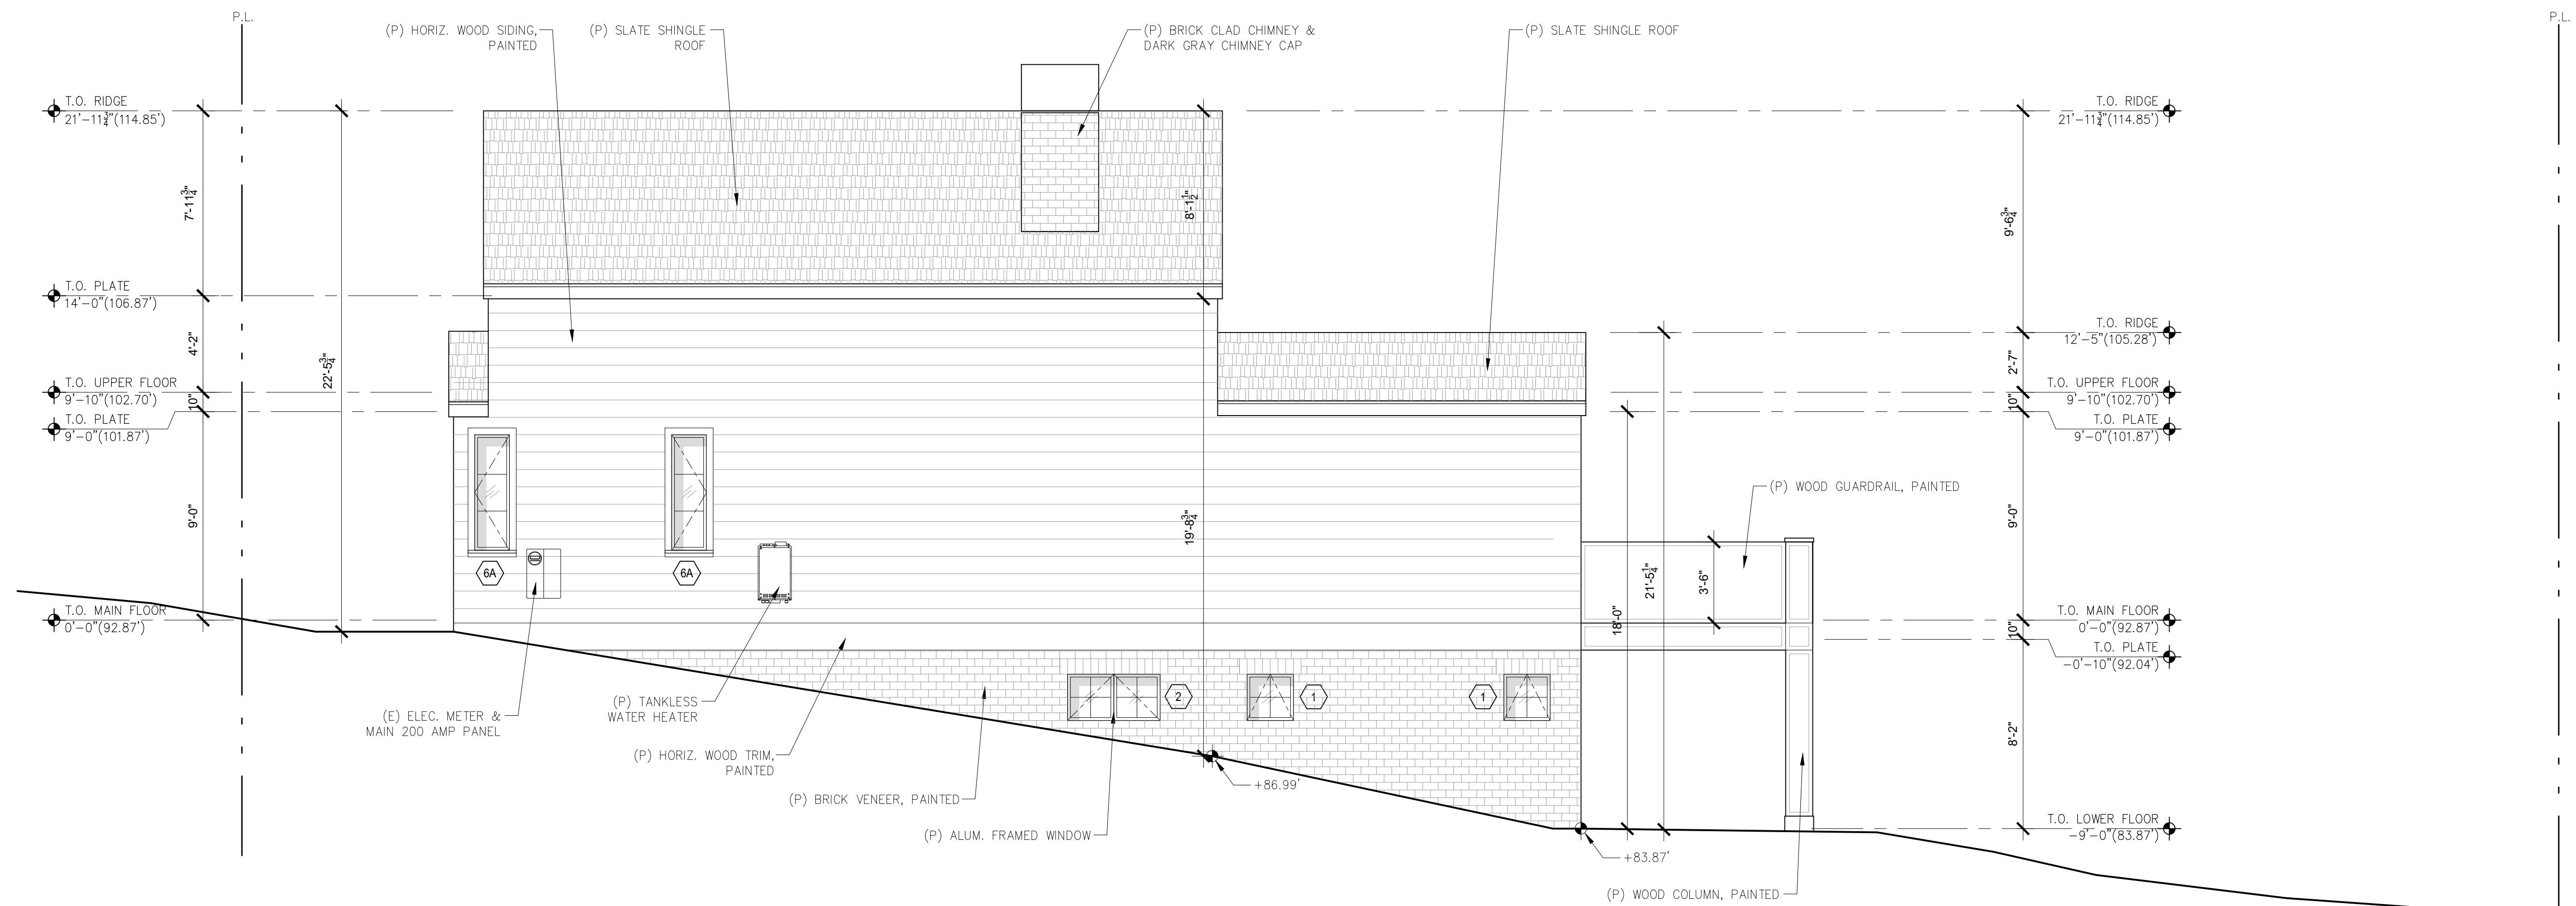 P.L.
P.L.
(P) HORIZ. WOOD SIDING,
PAINTED
(P) SLATE SHINGLE
ROOF
(P) BRICK CLAD CHIMNEY &
DARK GRAY CHIMNEY CAP
(P) SLATE SHINGLE ROOF
T.O. RIDGE
21'-11¾"(114.85')
7'-11¾"
T.O. PLATE
14'-0"(106.87')
4'-2"
T.O. UPPER FLOOR
9'-10"(102.70')
10"
T.O. PLATE
9'-0"(101.87')
9'-0"
T.O. MAIN FLOOR
0'-0"(92.87')
22'-5¾"
8'-1½"
19'-8¾"
6A
6A
(E) ELEC. METER &
MAIN 200 AMP PANEL
(P) TANKLESS
WATER HEATER
(P) HORIZ. WOOD TRIM,
PAINTED
(P) BRICK VENEER, PAINTED
(P) ALUM. FRAMED WINDOW
2
1
1
+86.99'
+83.87'
18'-0"
21'-5¼"
3'-6"
(P) WOOD GUARDRAIL, PAINTED
(P) WOOD COLUMN, PAINTED
T.O. RIDGE
21'-11¾"(114.85')
9'-6¾"
T.O. RIDGE
12'-5"(105.28')
2'-7"
T.O. UPPER FLOOR
9'-10"(102.70')
10"
T.O. PLATE
9'-0"(101.87')
9'-0"
T.O. MAIN FLOOR
0'-0"(92.87')
10"
T.O. PLATE
-0'-10"(92.04')
8'-2"
T.O. LOWER FLOOR
-9'-0"(83.87')